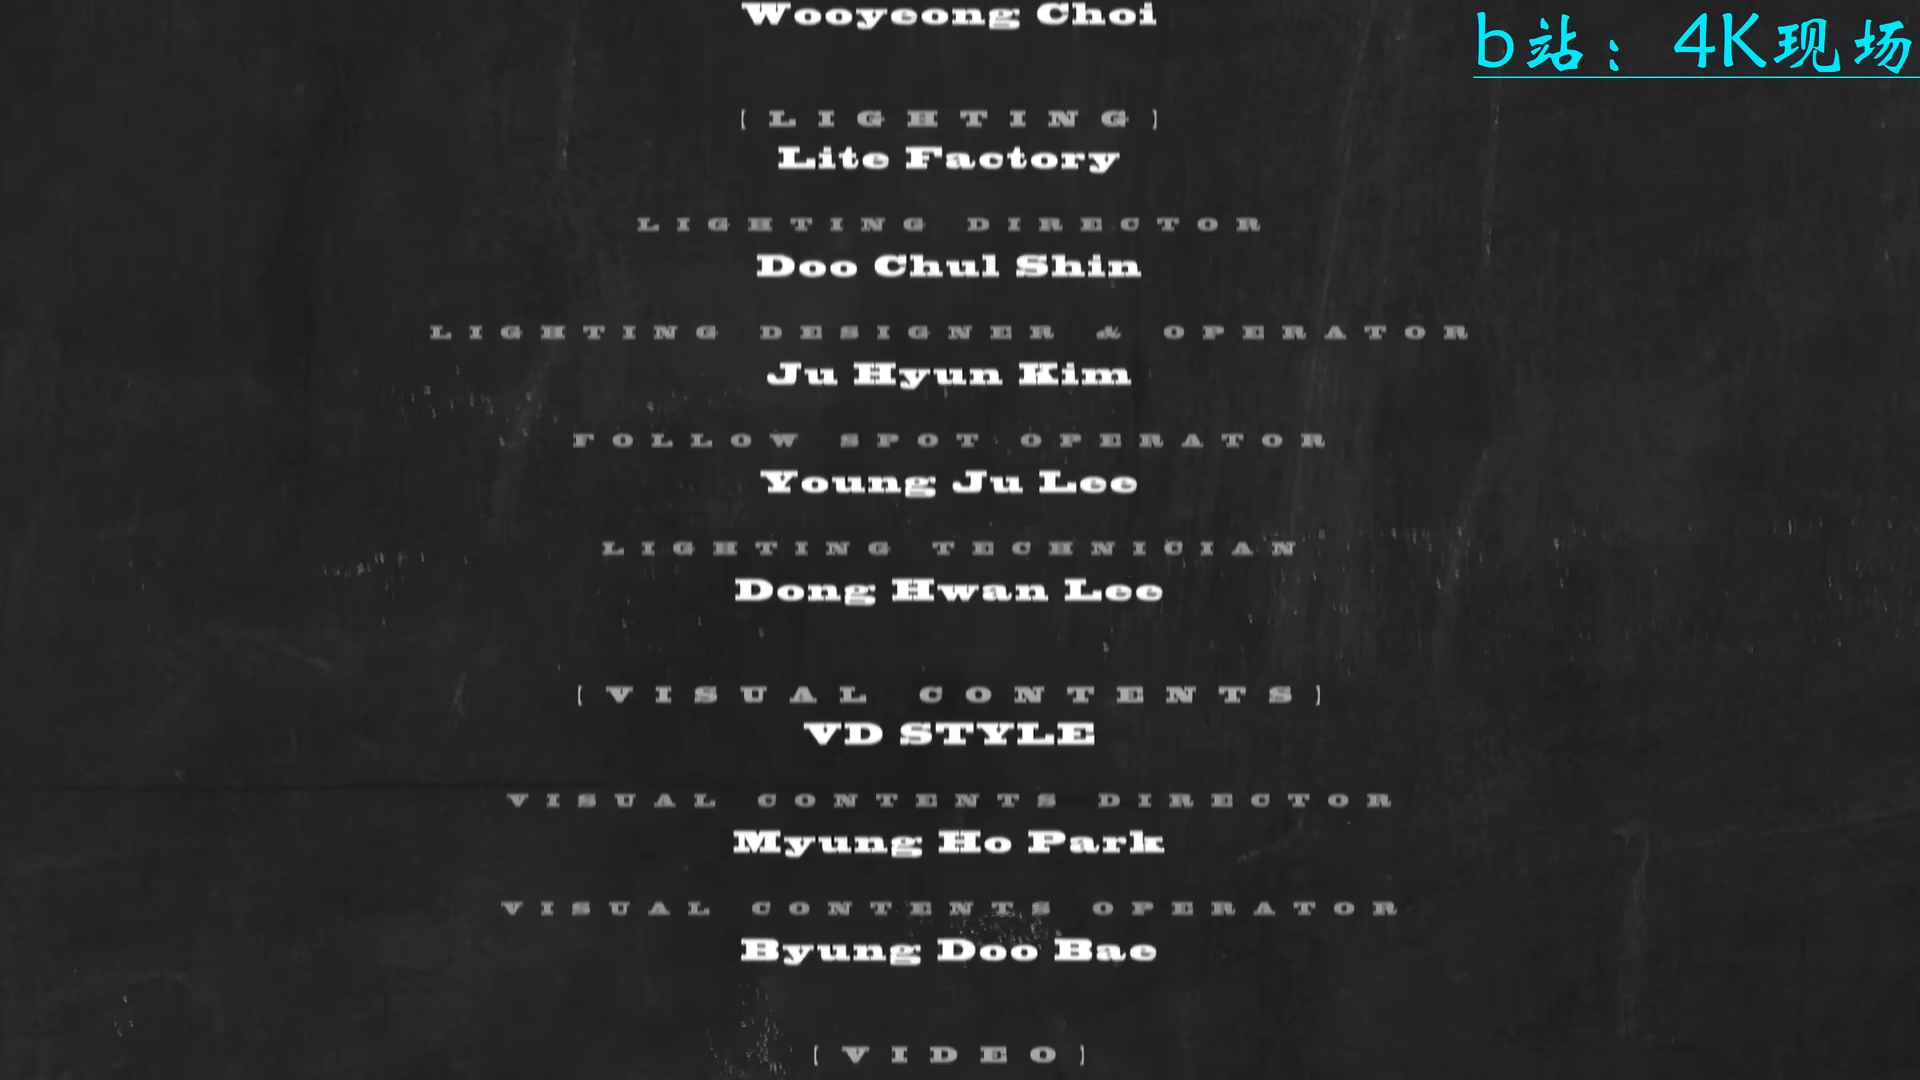 Wooyeong Choi
b站：4K现场
[LIGHTING]
Lite Factory
LIGHTING DIRECTOR
Doo Chul Shin
LIGHTING DESIGNER & OPERATOR
Ju Hyun Kim
FOLLOW SPOT OPERATOR
Young Ju Lee
LIGHTING TECHNICIAN
Dong Hwan Lee
[VISUAL CONTENTS]
VD STYLE
VISUAL CONTENTS DIRECTOR
Myung Ho Park
VISUAL CONTENTS OPERATOR
Byung Doo Bae
[VIDEO]